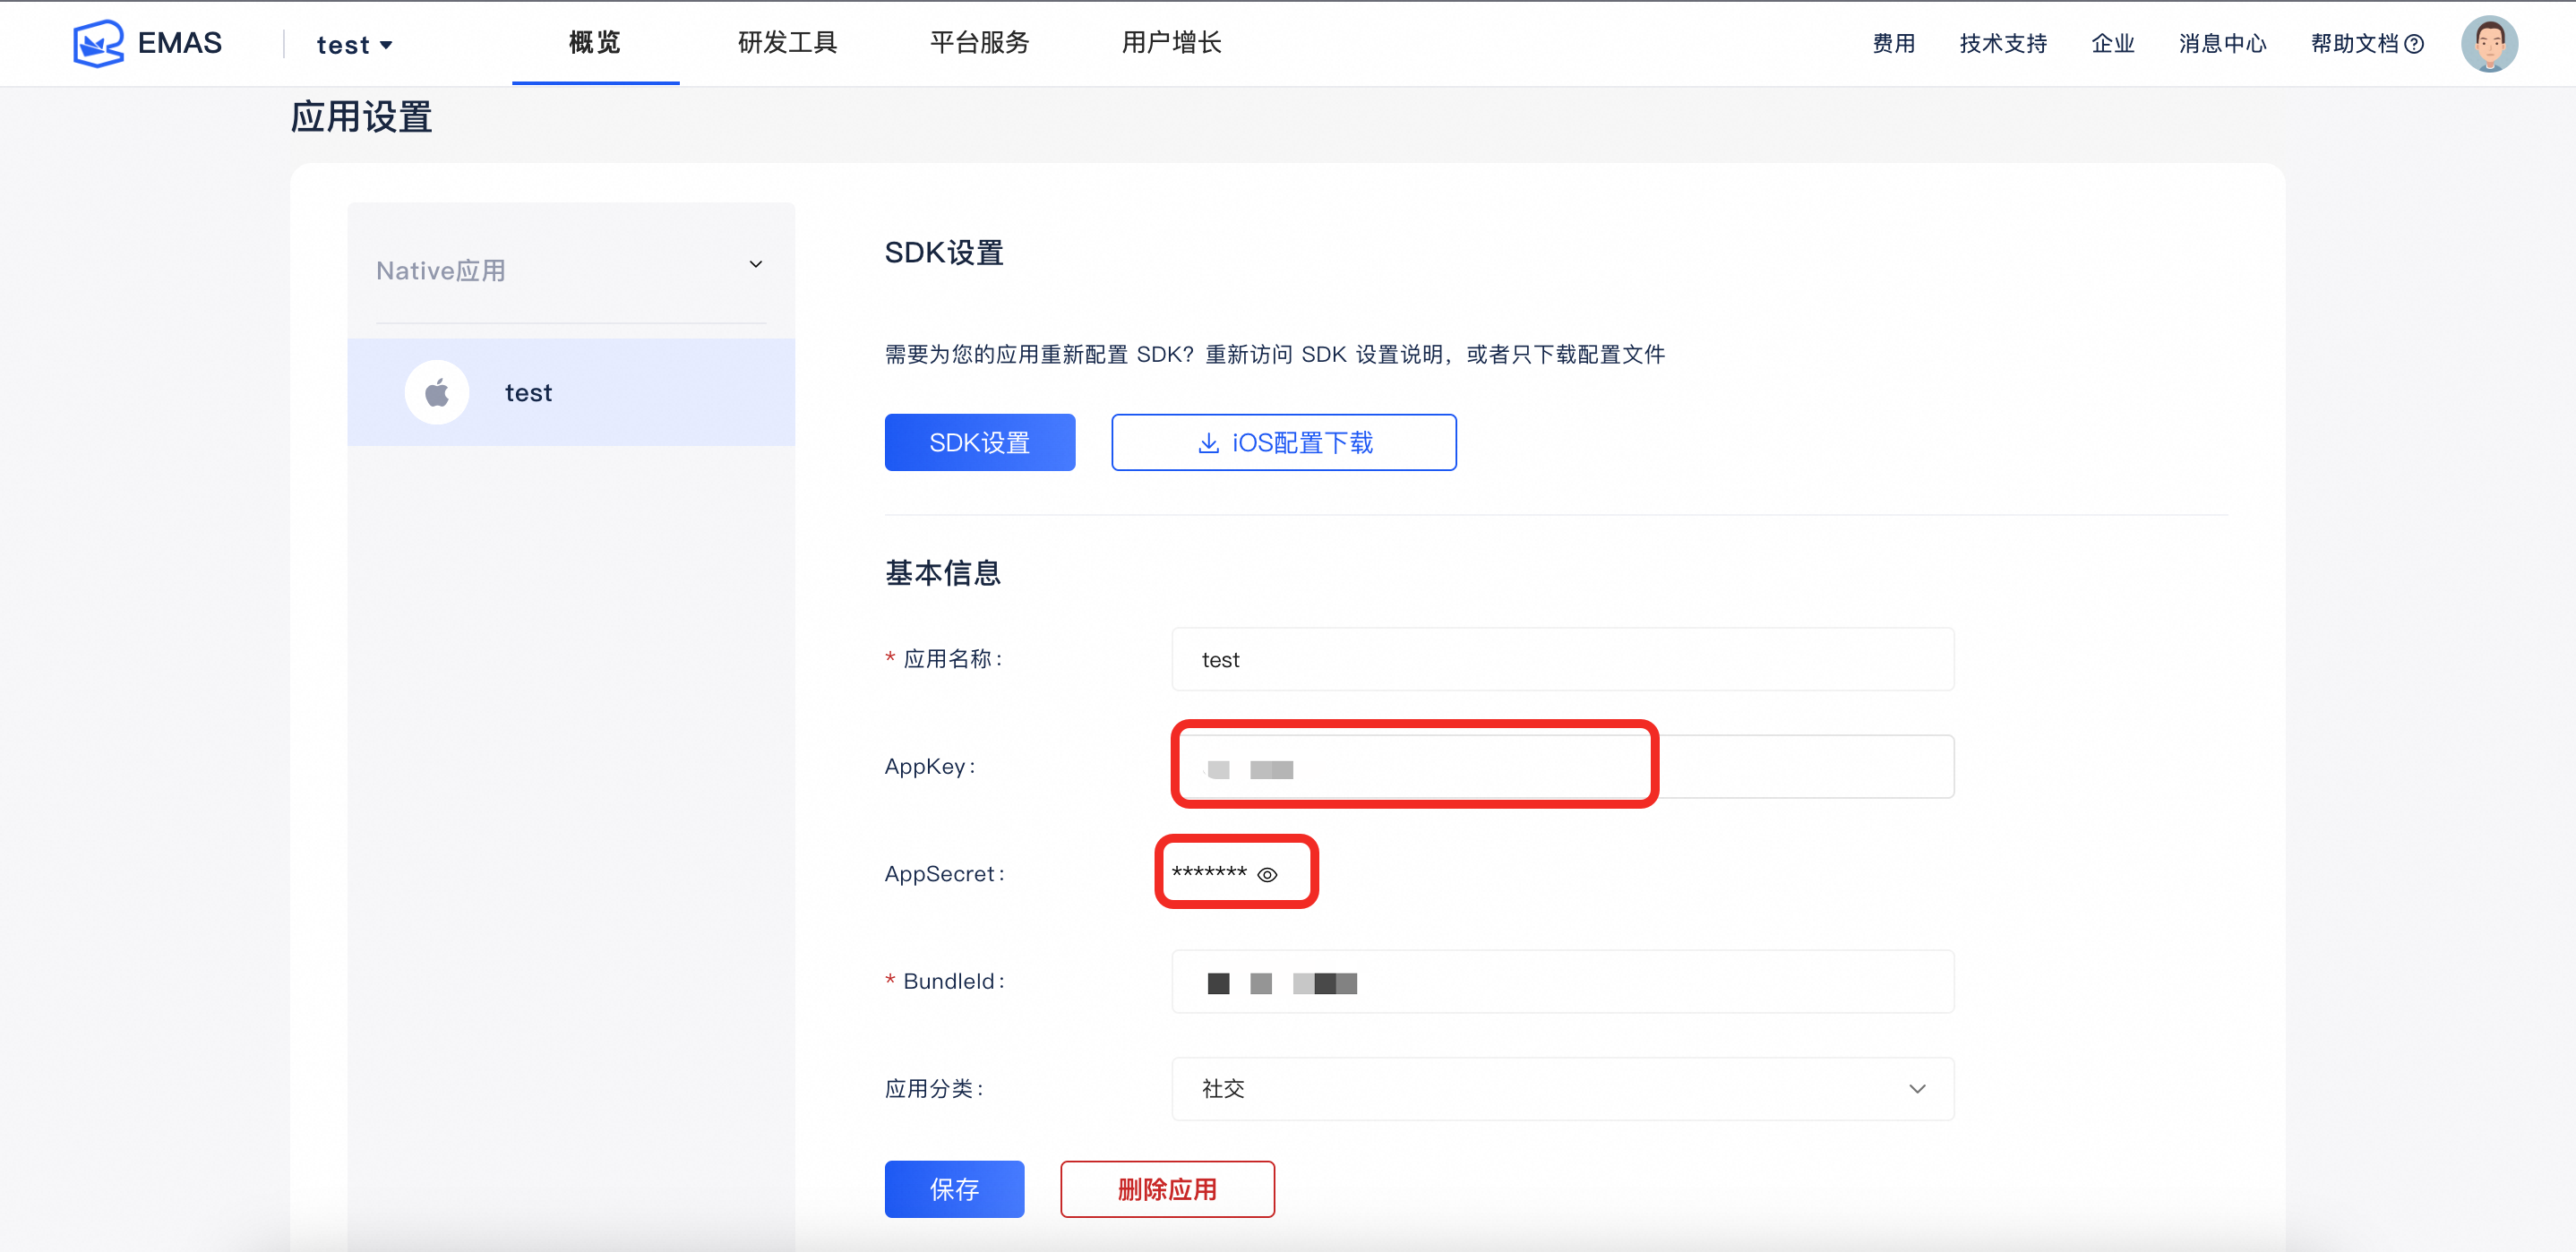 EMAS
test
概览
研发工具
平台服务
用户增长
费用
技术支持
企业
消息中心
帮助文档
应用设置
Native应用
test
SDK设置
需要为您的应用重新配置 SDK? 重新访问 SDK 设置说明，或者只下载配置文件
SDK设置
iOS配置下载
基本信息
* 应用名称:
test
AppKey:
AppSecret:
*******
* BundleId:
应用分类:
社交
保存
删除应用